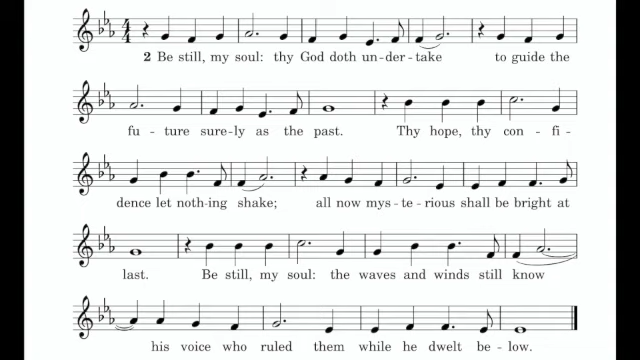 2 Be still, my soul: thy God doth un-der-take to guide the
fu - ture sure-ly as the past. Thy hope, thy con - fi -
dence let noth-ing shake; all now mys-te-rious shall be bright at
last. Be still, my soul: the waves and winds still know
his voice who ruled them while he dwelt be-low.